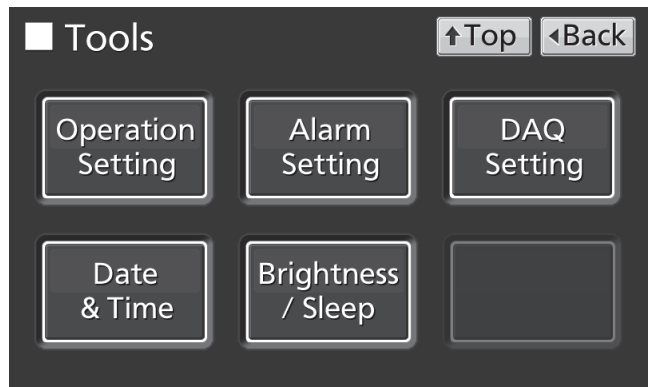 Tools
↑Top
◂Back
Operation
Setting
Alarm
Setting
DAQ
Setting
Date
& Time
Brightness
/ Sleep